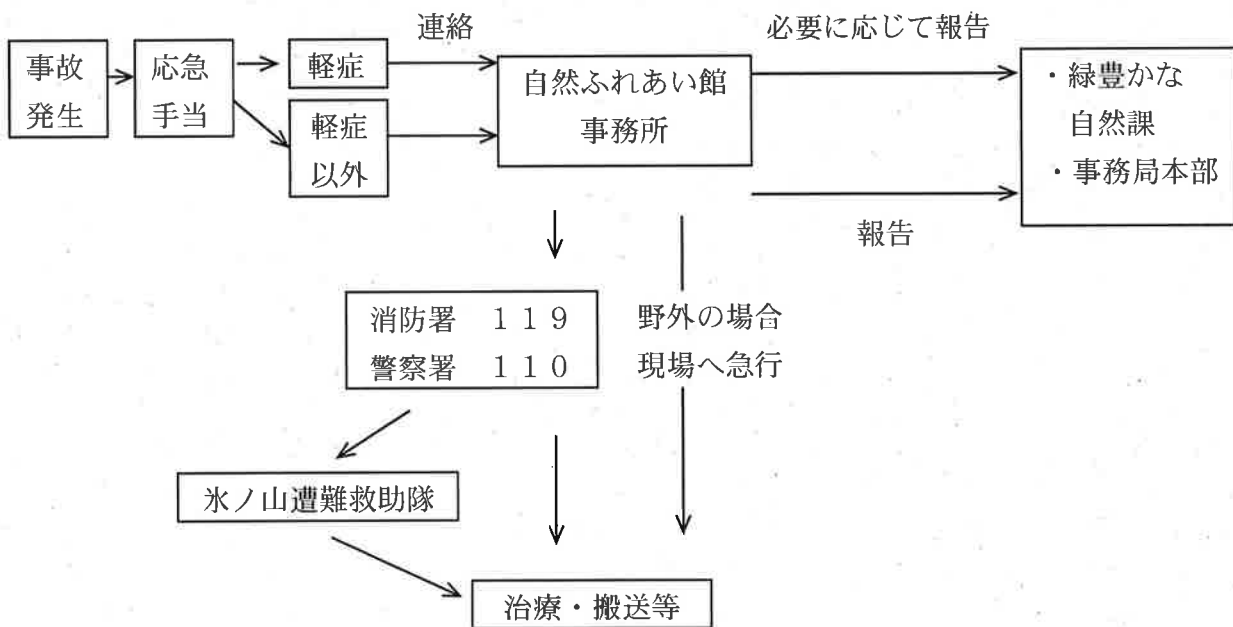 連絡
必要に応じて報告
事故
発生
応急
手当
軽症
軽症
以外
自然ふれあい館
事務所
・緑豊かな
自然課
・事務局本部
報告
消防署　１１９
警察署　１１０
野外の場合
現場へ急行
氷ノ山遭難救助隊
治療・搬送等